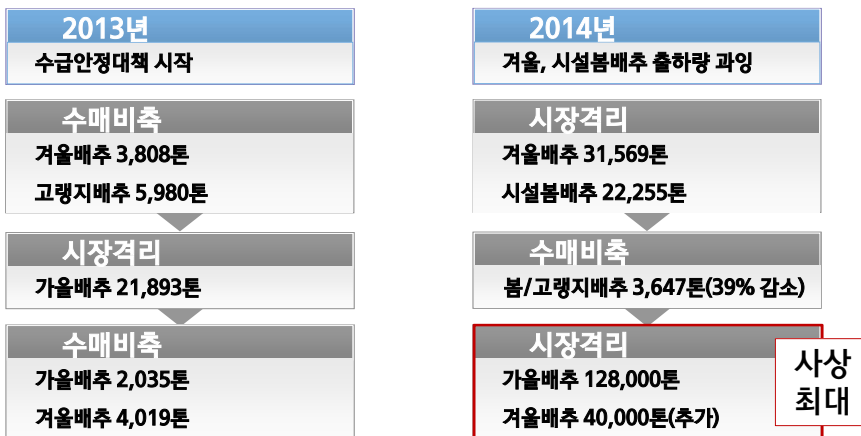 2013년
수급안정대책 시작
수매비축
겨울배추 3,808톤
고랭지배추 5,980톤
시장격리
가을배추 21,893톤
수매비축
가을배추 2,035톤
겨울배추 4,019톤
2014년
겨울, 시설봄배추 출하량 과잉
시장격리
겨울배추 31,569톤
시설봄배추 22,255톤
수매비축
봄/고랭지배추 3,647톤(39% 감소)
시장격리
가을배추 128,000톤
겨울배추 40,000톤(추가)
사상
최대